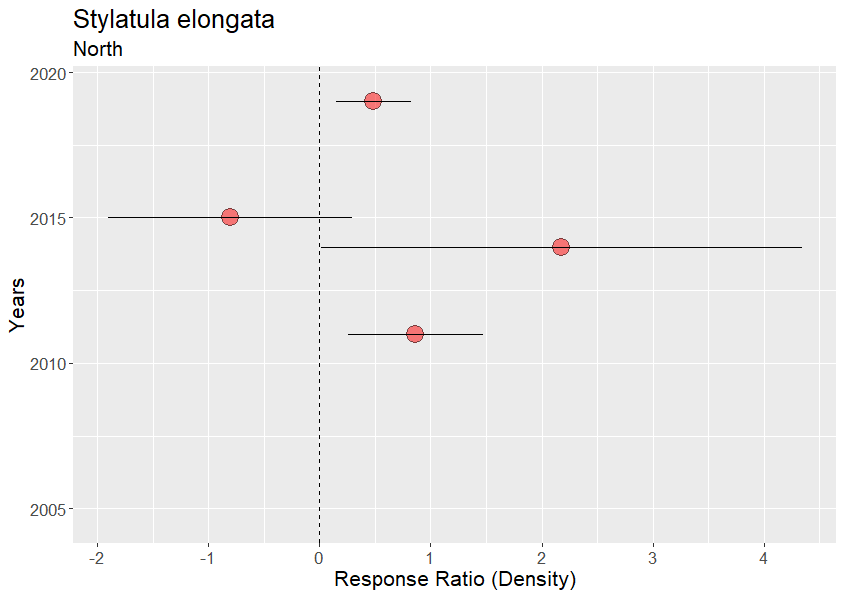 Stylatula elongata
North
2020
2015
2010
2005
Years
-2 -1 0 1 2 3 4
Response Ratio (Density)